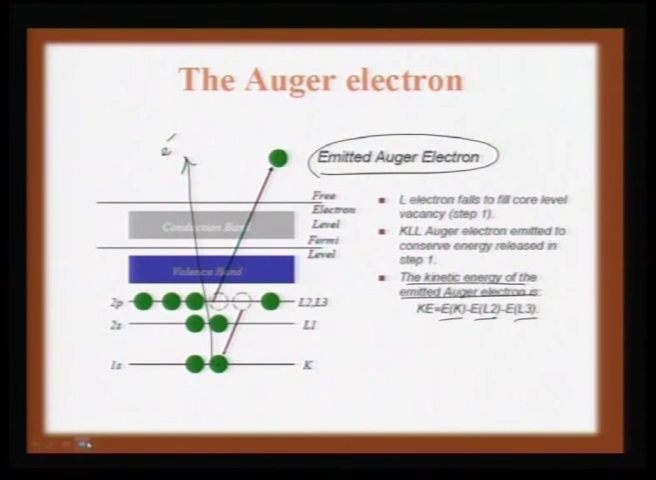 The Auger electron
e⁻
Emitted Auger Electron
Free
Electron
Level
Conduction Band
Fermi
Level
Valence Band
2p
L2,L3
2s
L1
1s
K
L electron falls to fill core level
vacancy (step 1).
KLL Auger electron emitted to
conserve energy released in
step 1.
The kinetic energy of the
emitted Auger electron is:
KE=E(K)-E(L2)-E(L3).